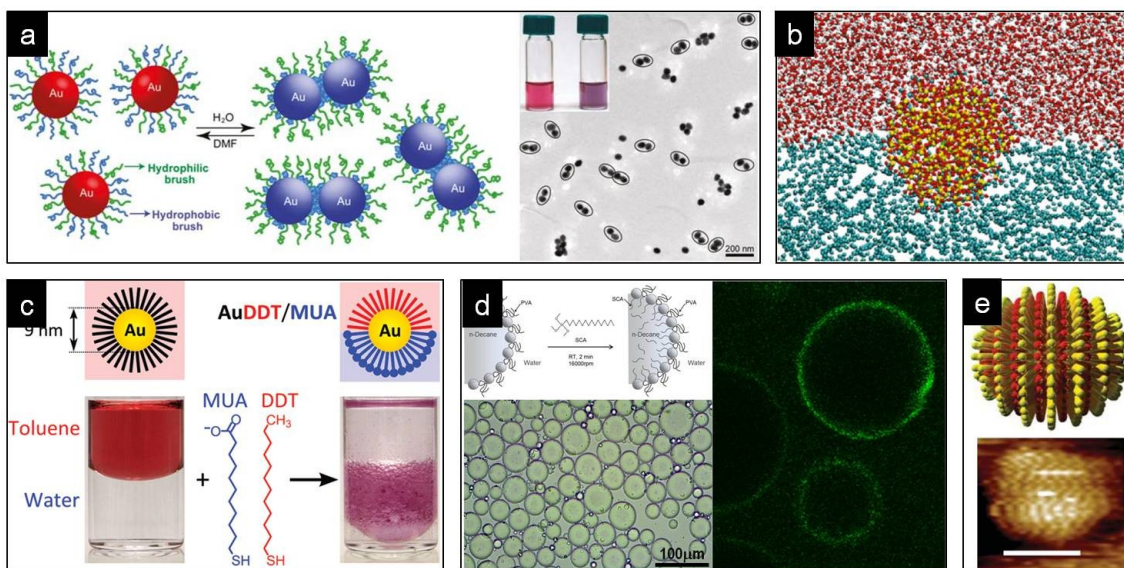 a
Au
Au
Au
Hydrophilic
brush
Hydrophobic
brush
H₂O
DMF
Au
Au
Au
Au
Au
Au
200 nm
b
c
9 nm
Au
AuDDT/MUA
Au
Toluene
Water
MUA
DDT
⁻O
O
CH₃
+
SH
SH
d
PVA
n-Decane
Water
SCA
RT, 2 min
16000rpm
SCA
PVA
n-Decane
Water
100μm
e